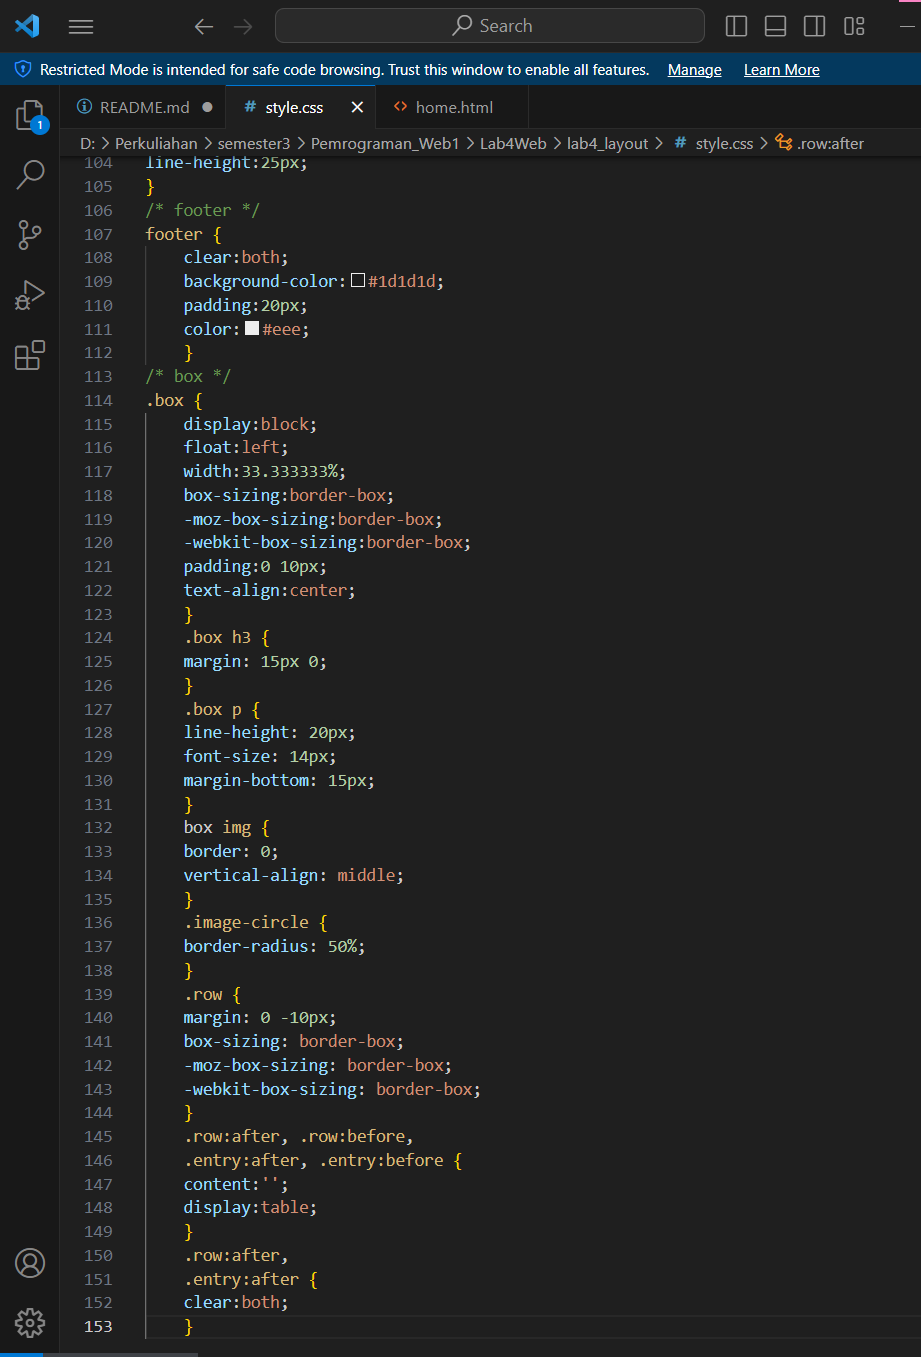 Search
Restricted Mode is intended for safe code browsing. Trust this window to enable all features. Manage Learn More
README.md # style.css <> home.html
1
D: > Perkuliahan > semester3 > Pemrograman_Web1 > Lab4Web > lab4_layout > # style.css > .row:after
104 line-height:25px;
105 }
106 /* footer */
107 footer {
108 clear:both;
109 background-color:#1d1d1d;
110 padding:20px;
111 color:#eee;
112 }
113 /* box */
114 .box {
115 display:block;
116 float:left;
117 width:33.333333%;
118 box-sizing:border-box;
119 -moz-box-sizing:border-box;
120 -webkit-box-sizing:border-box;
121 padding:0 10px;
122 text-align:center;
123 }
124 .box h3 {
125 margin: 15px 0;
126 }
127 .box p {
128 line-height: 20px;
129 font-size: 14px;
130 margin-bottom: 15px;
131 }
132 box img {
133 border: 0;
134 vertical-align: middle;
135 }
136 .image-circle {
137 border-radius: 50%;
138 }
139 .row {
140 margin: 0 -10px;
141 box-sizing: border-box;
142 -moz-box-sizing: border-box;
143 -webkit-box-sizing: border-box;
144 }
145 .row:after, .row:before,
146 .entry:after, .entry:before {
147 content:'';
148 display:table;
149 }
150 .row:after,
151 .entry:after {
152 clear:both;
153 }